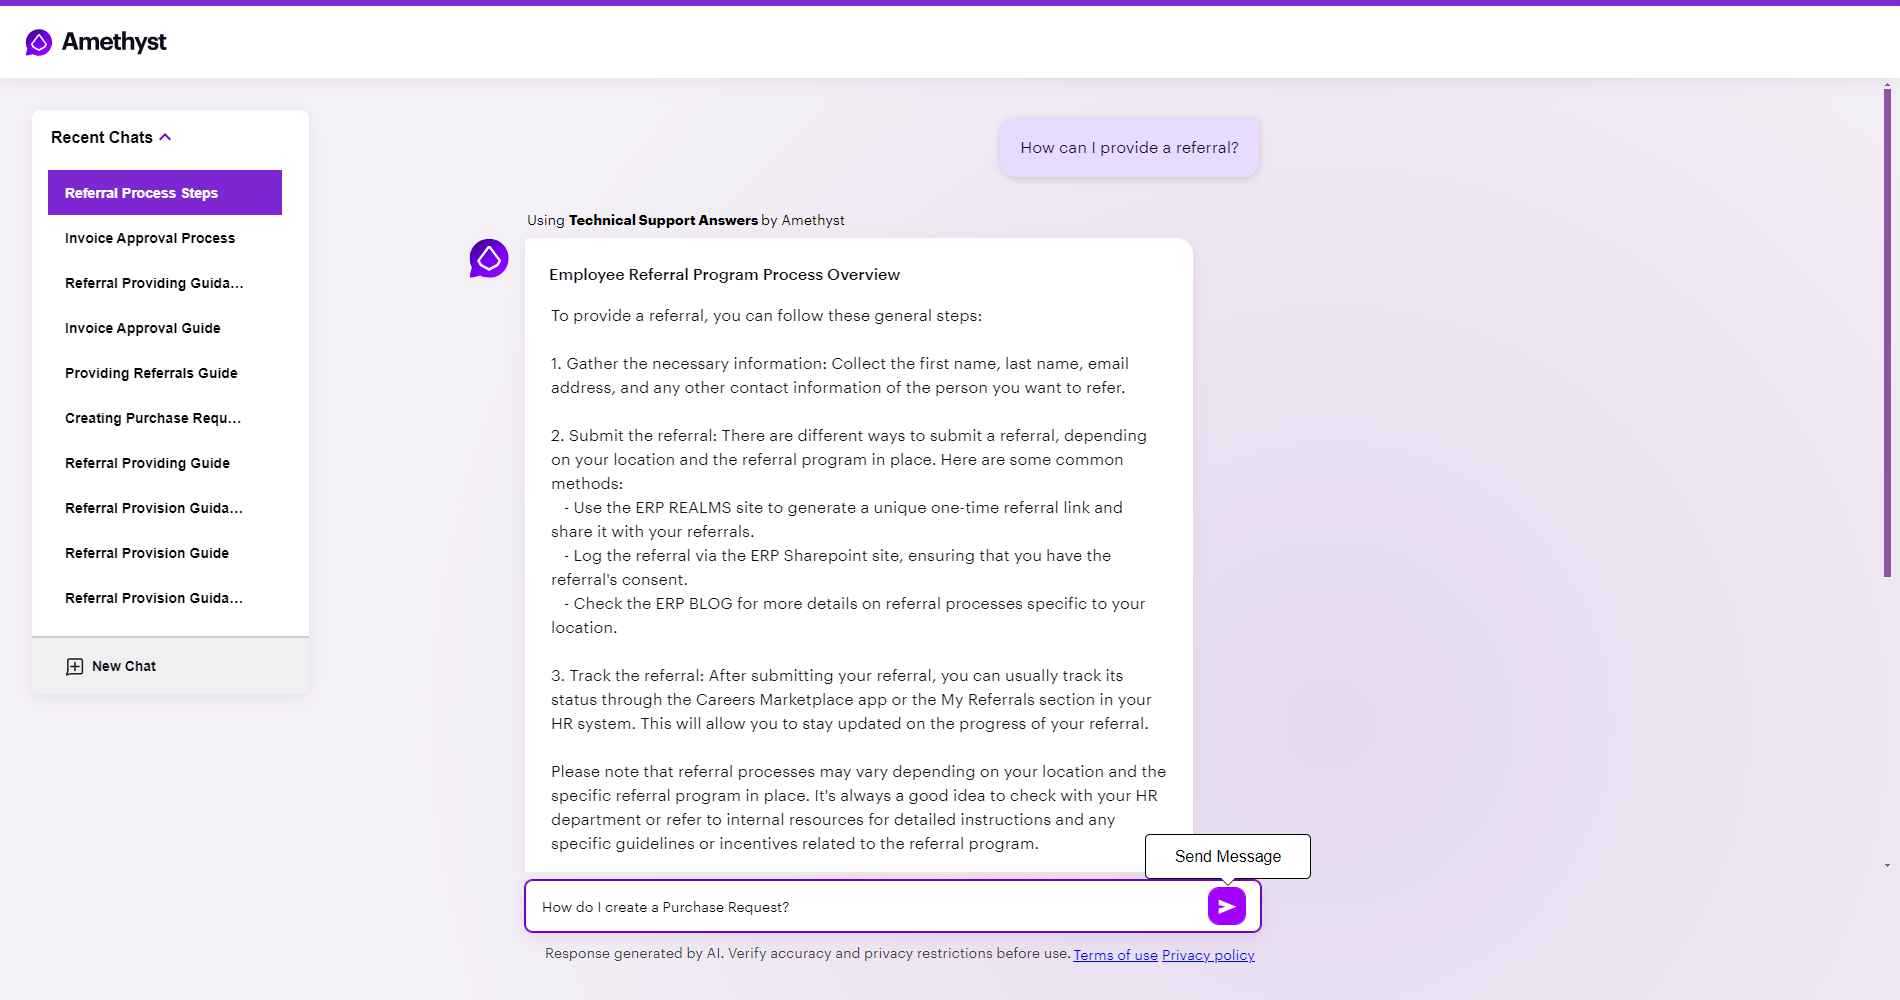 Amethyst
Recent Chats
Referral Process Steps
Invoice Approval Process
Referral Providing Guida...
Invoice Approval Guide
Providing Referrals Guide
Creating Purchase Requ...
Referral Providing Guide
Referral Provision Guida...
Referral Provision Guide
Referral Provision Guida...
New Chat
How can I provide a referral?
Using Technical Support Answers by Amethyst
Employee Referral Program Process Overview
To provide a referral, you can follow these general steps:
1. Gather the necessary information: Collect the first name, last name, email
address, and any other contact information of the person you want to refer.
2. Submit the referral: There are different ways to submit a referral, depending
on your location and the referral program in place. Here are some common
methods:
- Use the ERP REALMS site to generate a unique one-time referral link and
share it with your referrals.
- Log the referral via the ERP Sharepoint site, ensuring that you have the
referral's consent.
- Check the ERP BLOG for more details on referral processes specific to your
location.
3. Track the referral: After submitting your referral, you can usually track its
status through the Careers Marketplace app or the My Referrals section in your
HR system. This will allow you to stay updated on the progress of your referral.
Please note that referral processes may vary depending on your location and the
specific referral program in place. It's always a good idea to check with your HR
department or refer to internal resources for detailed instructions and any
specific guidelines or incentives related to the referral program.
Send Message
How do I create a Purchase Request?
Response generated by AI. Verify accuracy and privacy restrictions before use. Terms of use Privacy policy